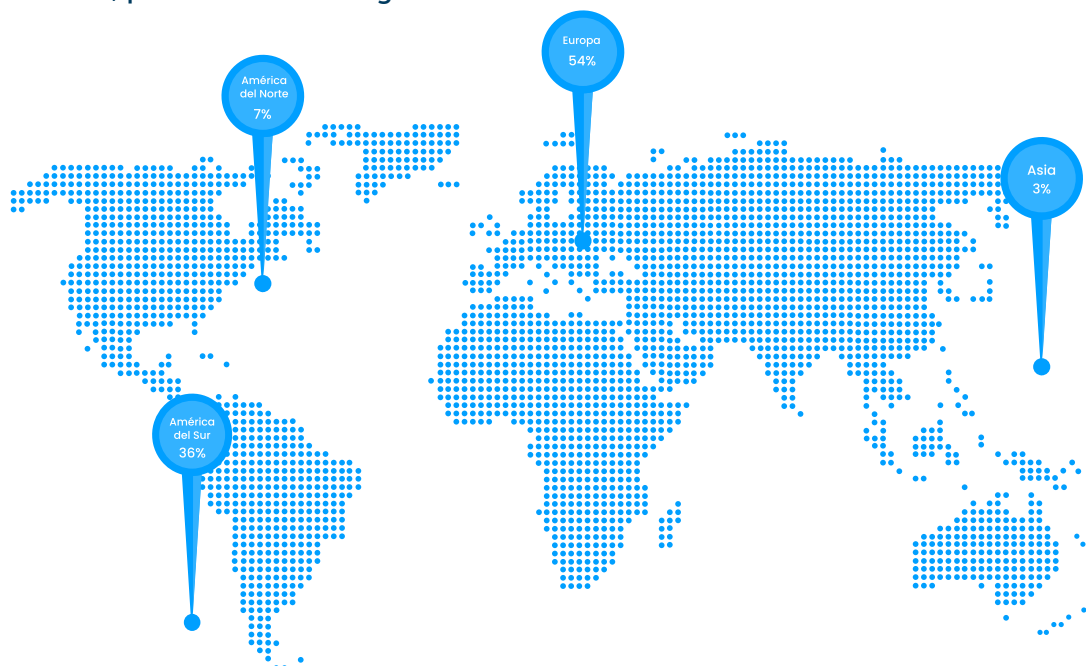 Europa
54%
América
del Norte
7%
Asia
3%
América
del Sur
36%